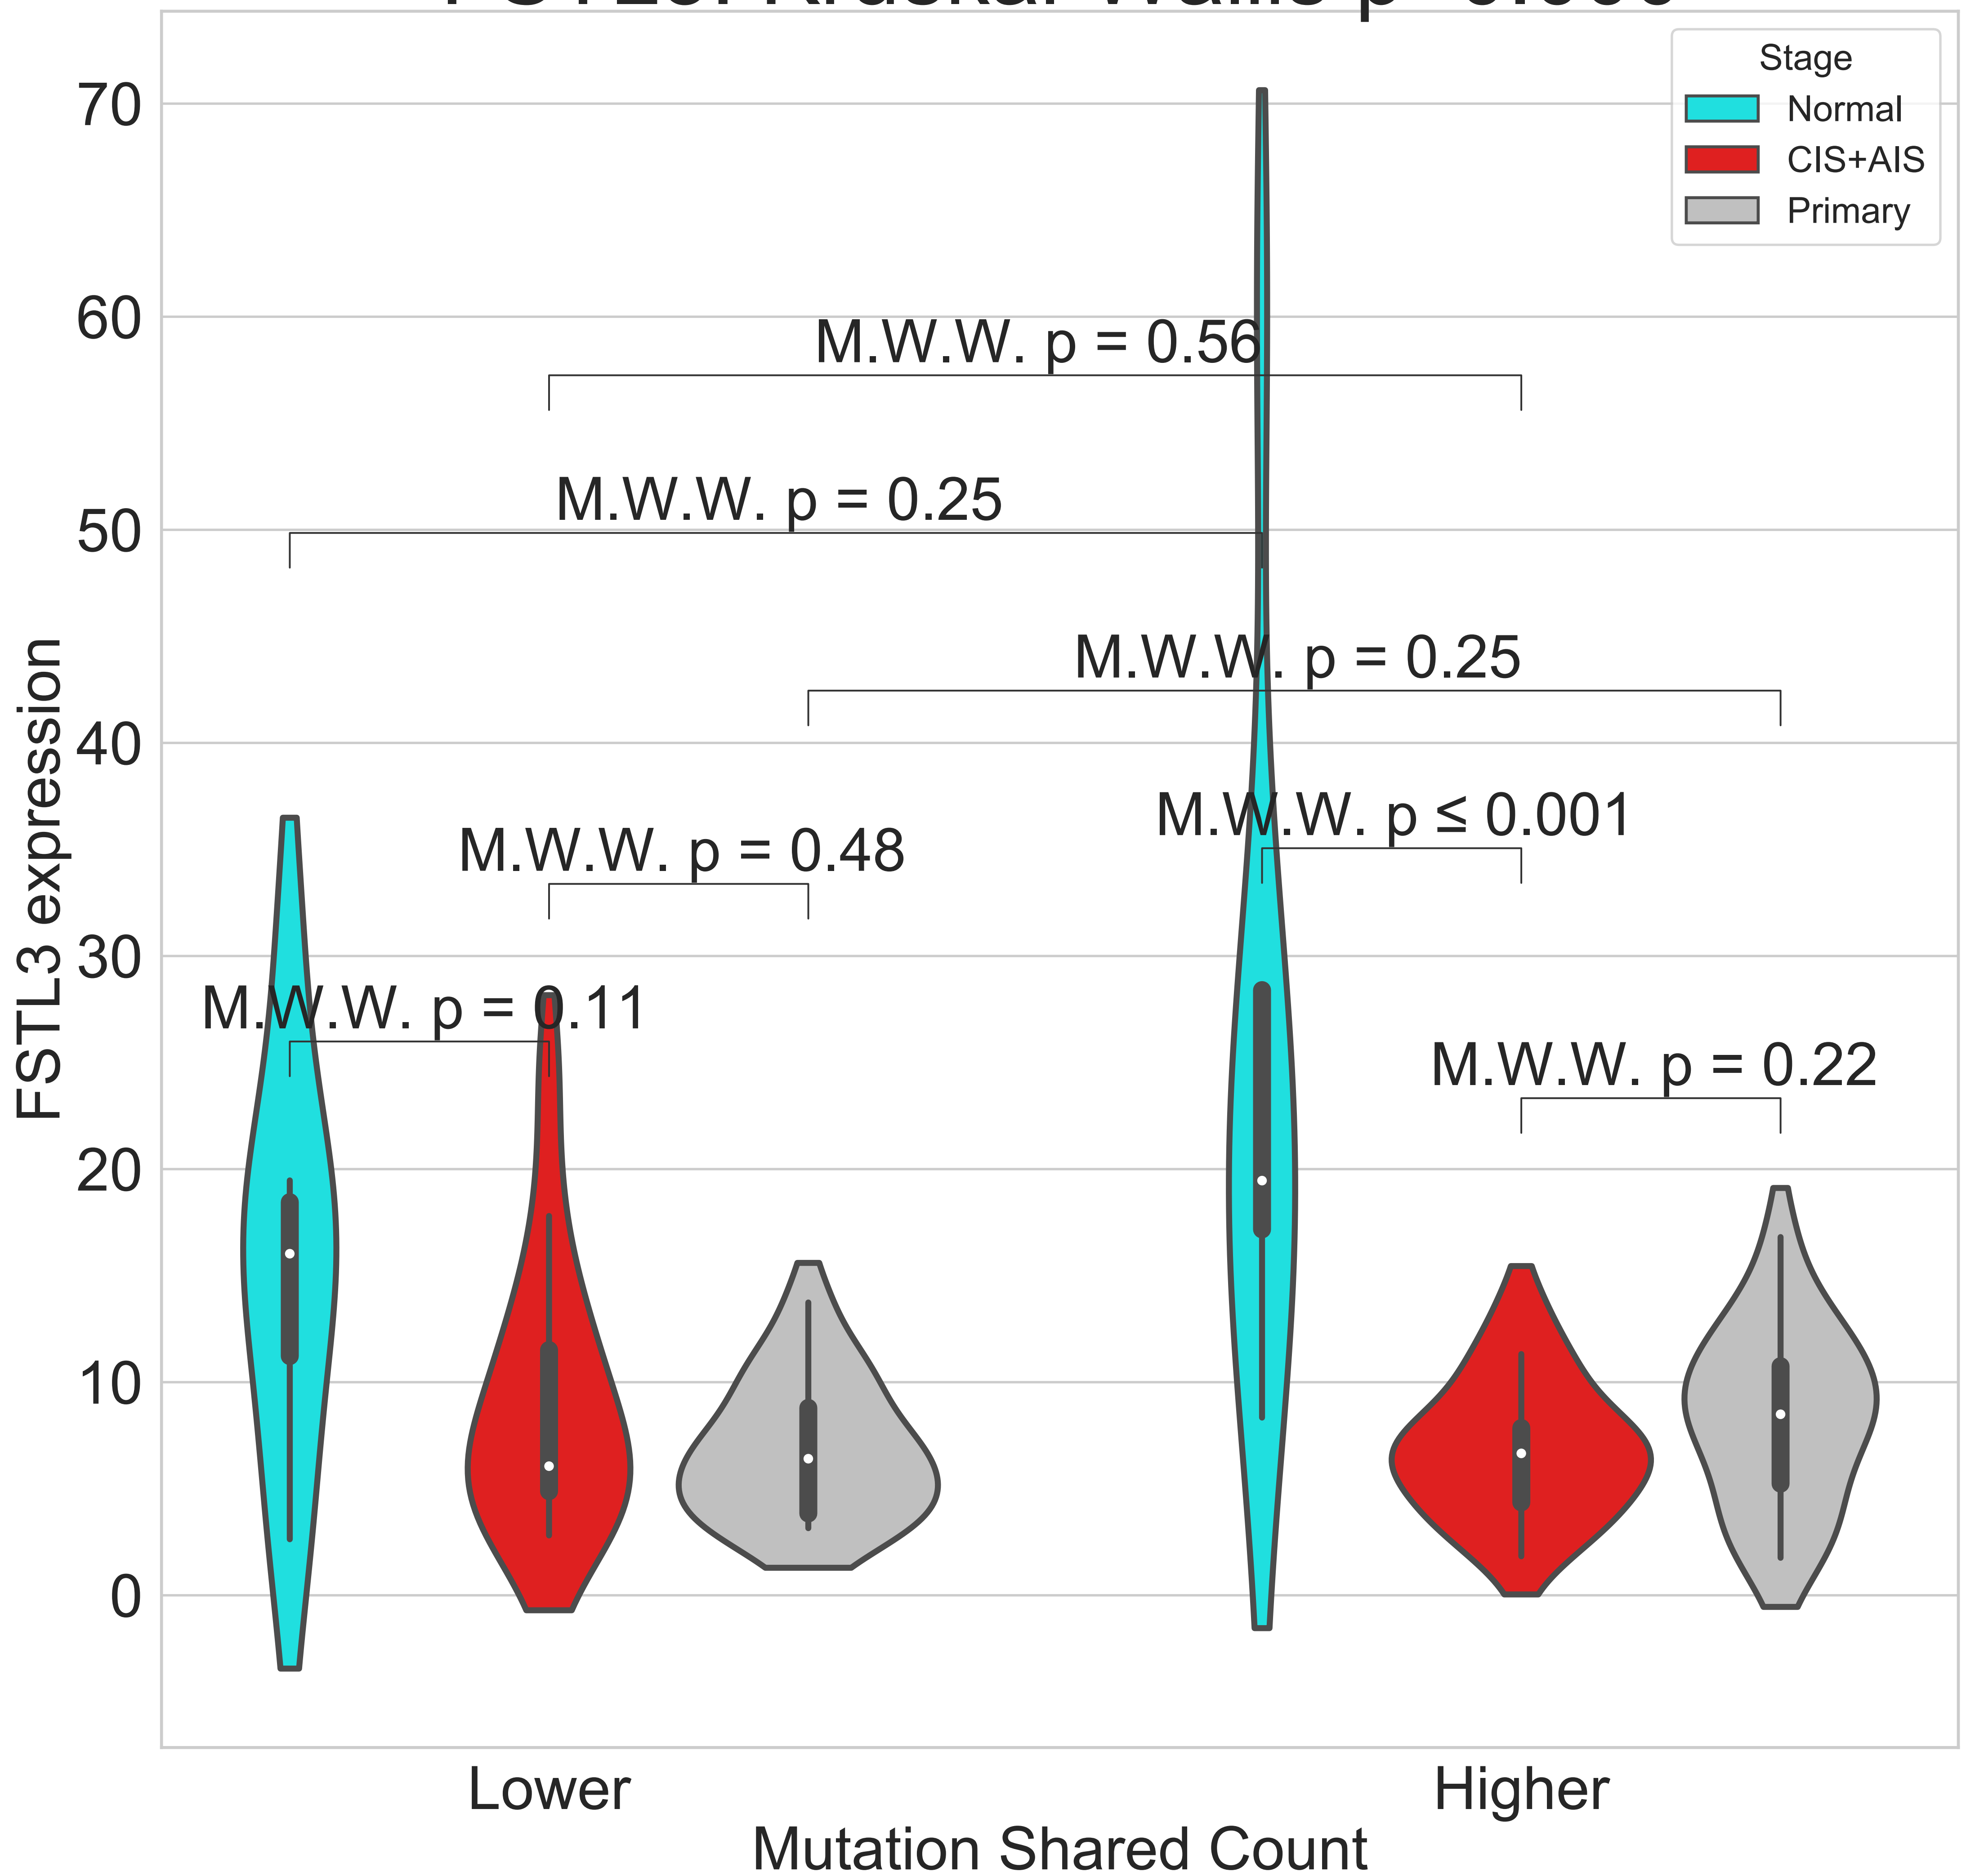 Stage
Normal
CIS+AIS
Primary
70
60
50
40
30
20
10
0
FSTL3 expression
M.W.W. p = 0.56
M.W.W. p = 0.25
M.W.W. p = 0.25
M.W.W. p ≤ 0.001
M.W.W. p = 0.48
M.W.W. p = 0.11
M.W.W. p = 0.22
Lower
Higher
Mutation Shared Count